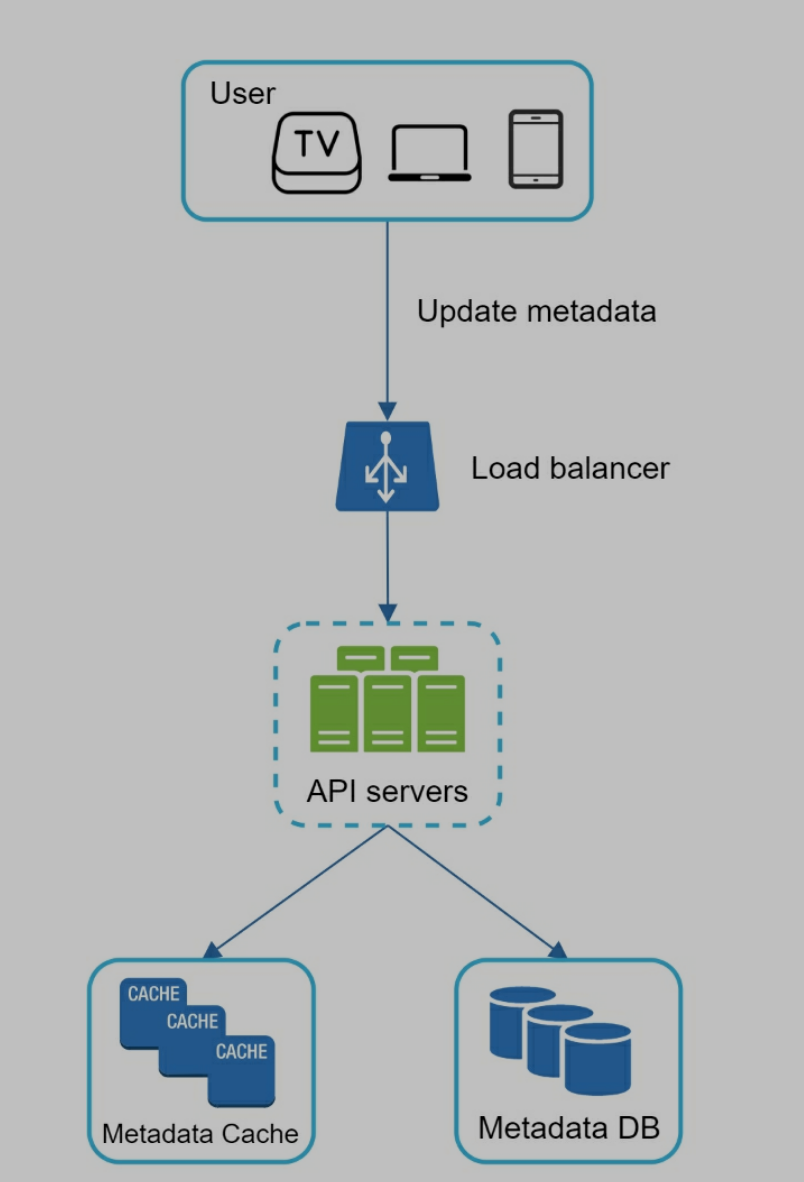 User
TV
Update metadata
Load balancer
API servers
CACHE
CACHE
CACHE
Metadata Cache
Metadata DB